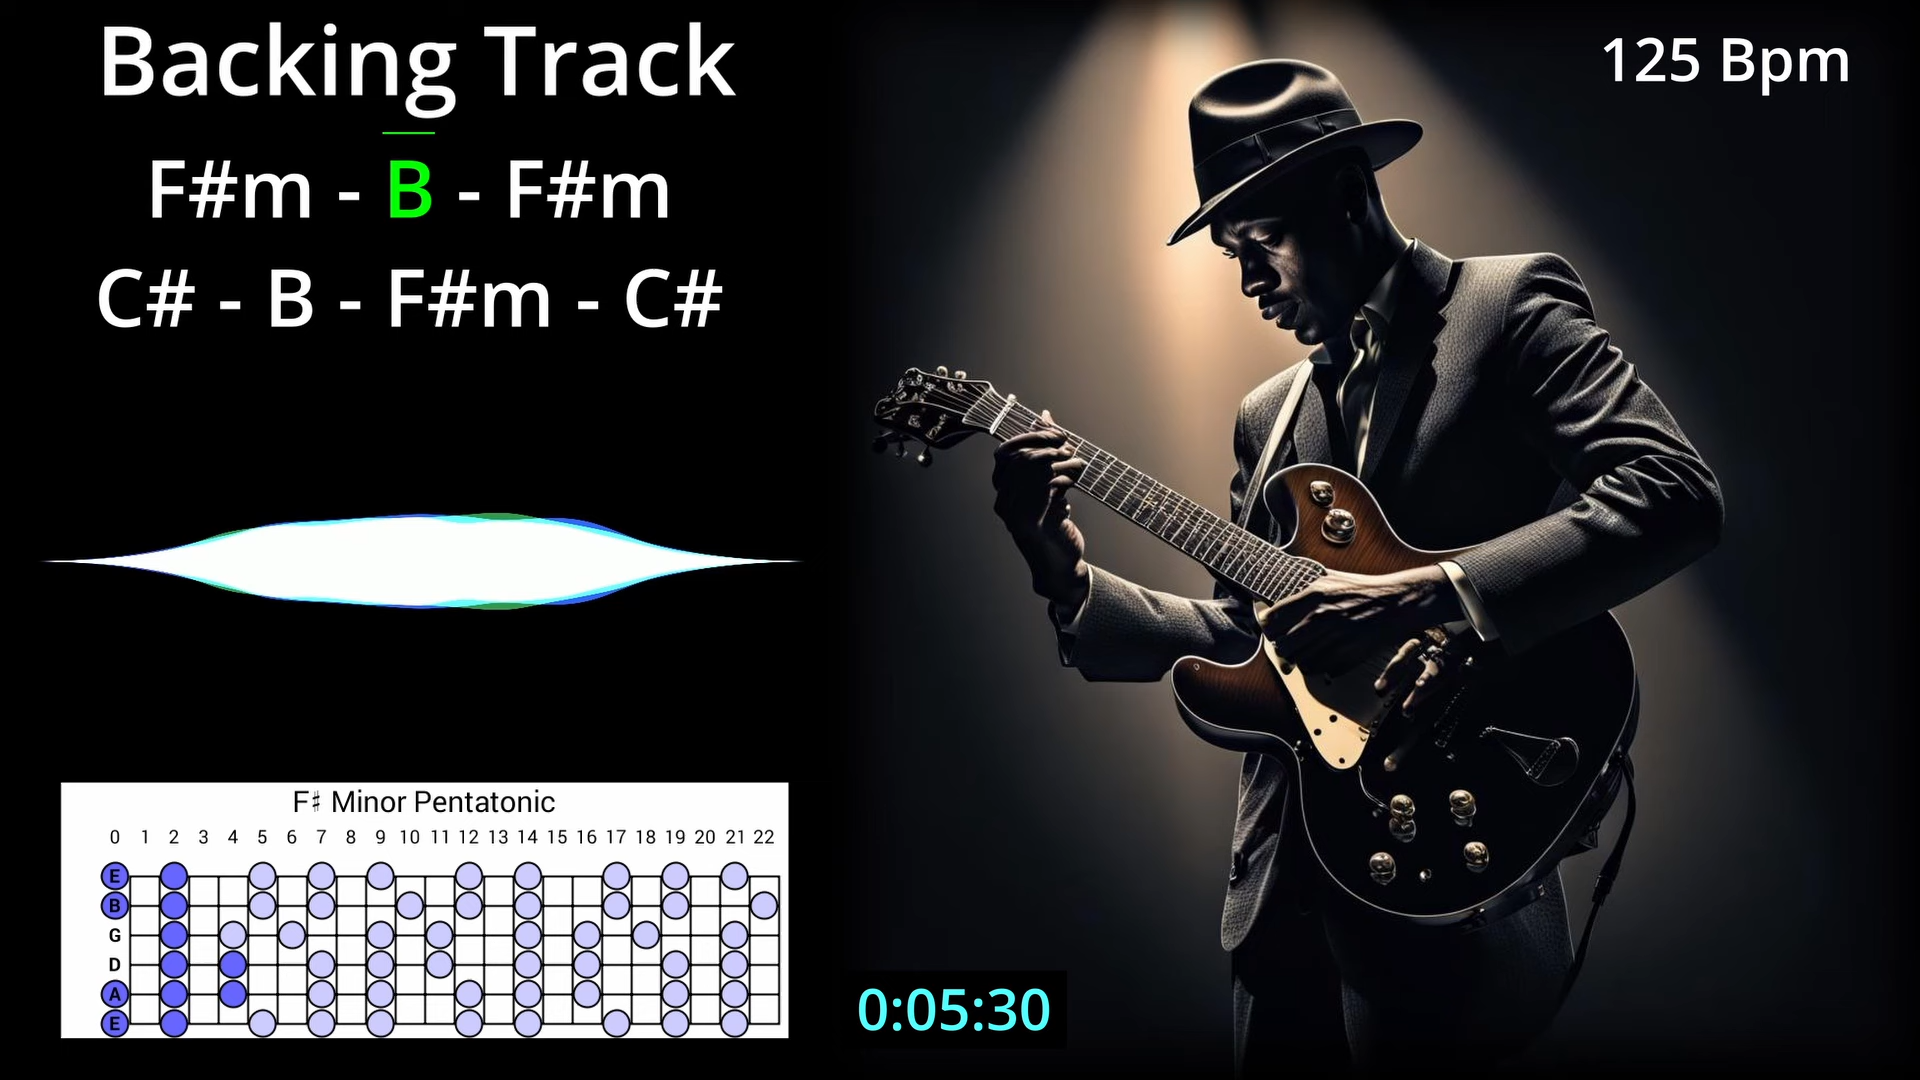 Backing Track
125 Bpm
F#m - B - F#m
C# - B - F#m - C#
F♯ Minor Pentatonic
0 1 2 3 4 5 6 7 8 9 10 11 12 13 14 15 16 17 18 19 20 21 22
E
B
G
D
A
E
0:05:30